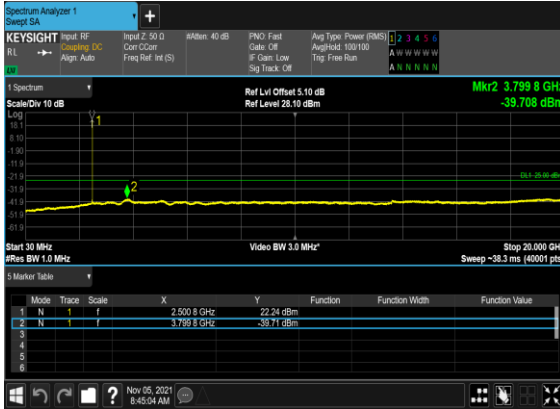 Spectrum Analyzer 1
Swept SA
+
KEYSIGHT Input: RF Input Z: 50 Ω #Atten: 40 dB PNO: Fast Avg Type: Power (RMS) 1 2 3 4 5 6
RL Coupling: DC Corr CCorr Gate: Off Avg|Hold: 100/100 A W W W W W
Align: Auto Freq Ref: Int (S) IF Gain: Low Trig: Free Run
Sig Track: Off A N N N N N
1 Spectrum Ref Lvl Offset 5.10 dB Mkr2 3.799 8 GHz
Scale/Div 10 dB Ref Level 28.10 dBm -39.708 dBm
Log
18.1
8.10
-1.90
-11.9
-21.9
-31.9
-41.9
-51.9
-61.9
1
2
DL1 -25.00 dBm
Start 30 MHz Video BW 3.0 MHz* Stop 20.000 GHz
#Res BW 1.0 MHz Sweep ~38.3 ms (40001 pts)
5 Marker Table
Mode Trace Scale X Y Function Function Width Function Value
1 N 1 f 2.500 8 GHz 22.24 dBm
2 N 1 f 3.799 8 GHz -39.71 dBm
3
4
5
6
? Nov 05, 2021
8:45:04 AM